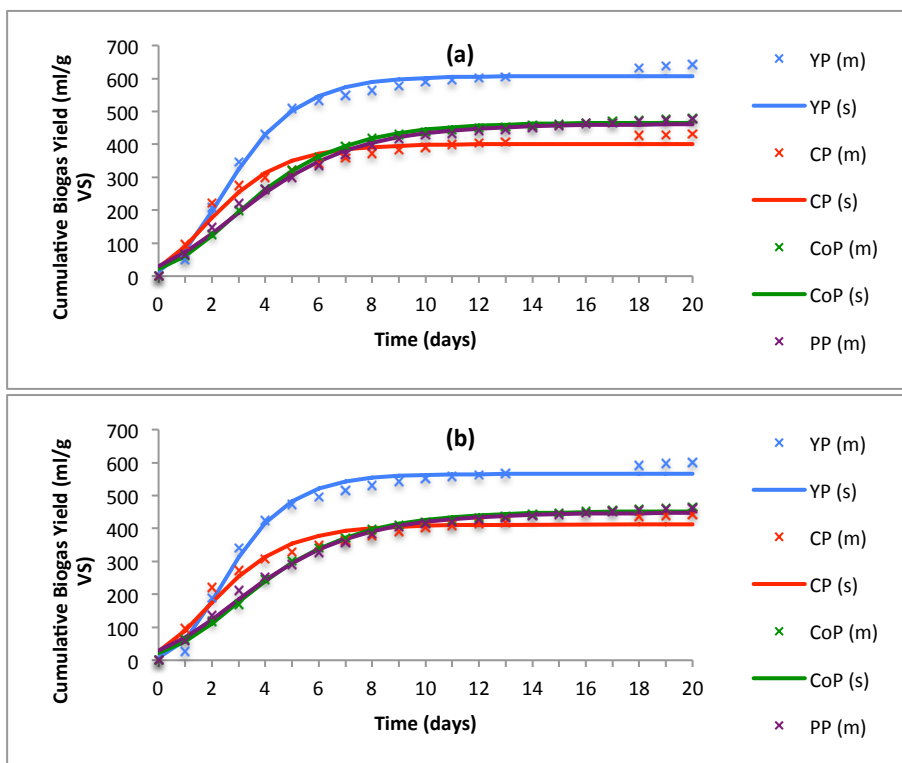 (a)
Cumulative Biogas Yield (ml/g
VS)
700
600
500
400
300
200
100
0
0 2 4 6 8 10 12 14 16 18 20
Time (days)
YP (m)
YP (s)
CP (m)
CP (s)
CoP (m)
CoP (s)
PP (m)
(b)
Cumulative Biogas Yield (ml/g
VS)
700
600
500
400
300
200
100
0
0 2 4 6 8 10 12 14 16 18 20
Time (days)
YP (m)
YP (s)
CP (m)
CP (s)
CoP (m)
CoP (s)
PP (m)